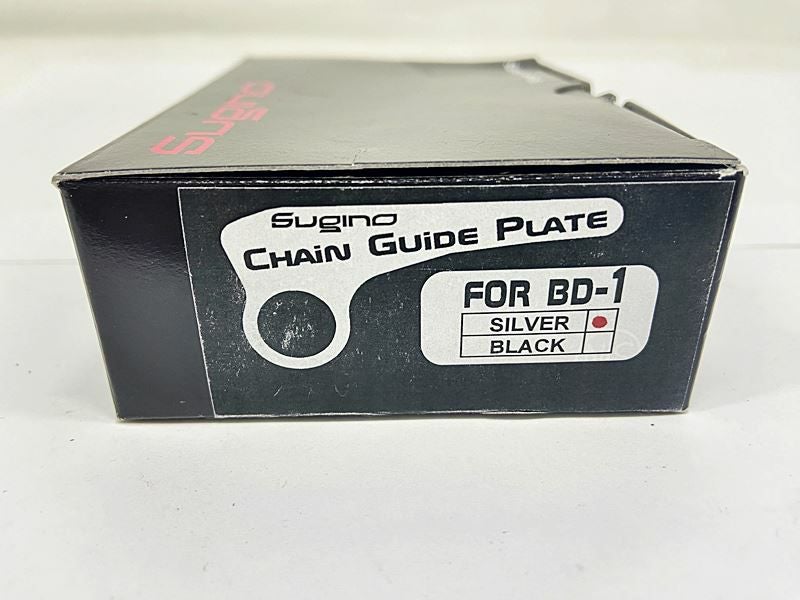 Sugino
Sugino
CHAIN GUIDE PLATE
FOR BD-1
SILVER
BLACK